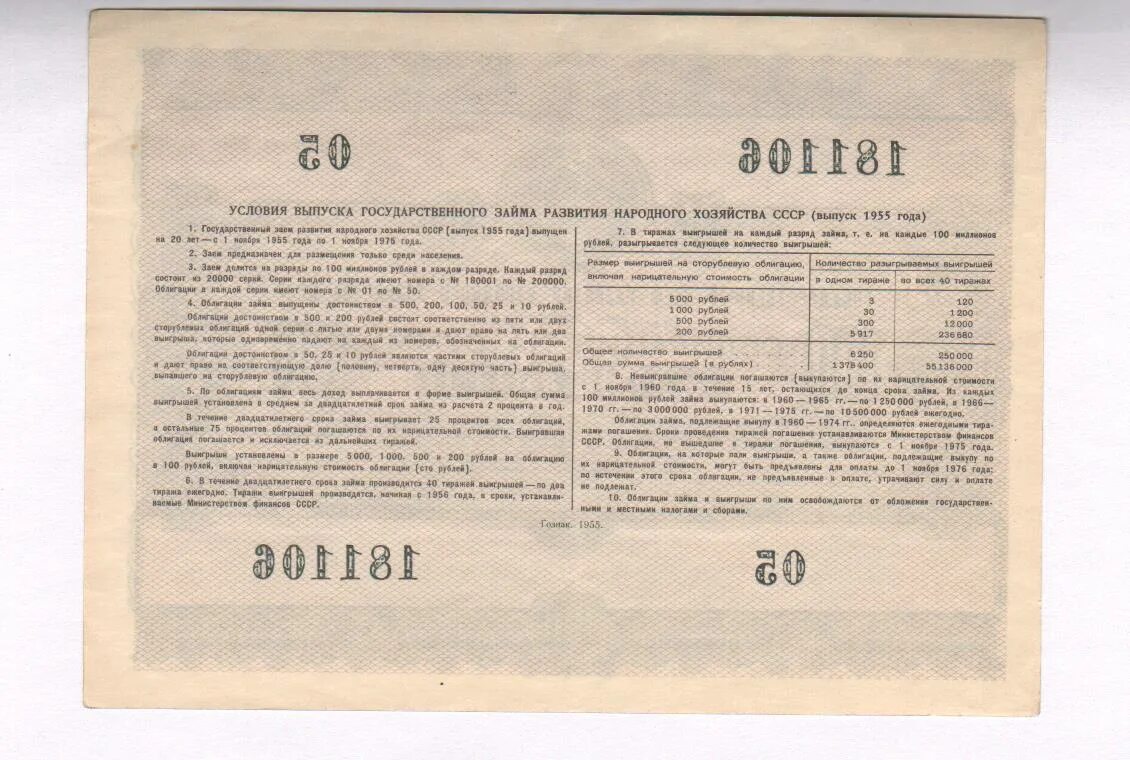 05 181106
УСЛОВИЯ ВЫПУСКА ГОСУДАРСТВЕННОГО ЗАЙМА РАЗВИТИЯ НАРОДНОГО ХОЗЯЙСТВА СССР (выпуск 1955 года)
1. Государственный заем развития народного хозяйства СССР (выпуск 1955 года) выпущен
на 20 лет — с 1 ноября 1955 года по 1 ноября 1975 года.
2. Заем предназначен для размещения только среди населения.
3. Заем делится на разряды по 100 миллионов рублей в каждом разряде. Каждый разряд
состоит из 20000 серий. Серии каждого разряда имеют номера с № 180001 по № 200000.
Облигации в каждой серии имеют номера с № 01 по № 50.
4. Облигации займа выпущены достоинством в 500, 200, 100, 50, 25 и 10 рублей.
Облигации достоинством в 500 и 200 рублей состоят соответственно из пяти или двух
сторублевых облигаций одной серии с пятью или двумя номерами и дают право на пять или два
выигрыша, которые одновременно падают на каждый из номеров, обозначенных на облигации.
Облигации достоинством в 50, 25 и 10 рублей являются частями сторублевых облигаций
и дают право на соответствующую долю (половину, четверть, одну десятую часть) выигрыша,
выпавшего на сторублевую облигацию.
5. По облигациям займа весь доход выплачивается в форме выигрышей. Общая сумма
выигрышей установлена в среднем за двадцатилетний срок займа из расчета 2 процента в год.
В течение двадцатилетнего срока займа выигрывает 25 процентов всех облигаций,
а остальные 75 процентов облигаций погашаются по их нарицательной стоимости. Выигравшая
облигация погашается и исключается из дальнейших тиражей.
Выигрыши установлены в размере 5000, 1000, 500 и 200 рублей на облигацию
в 100 рублей, включая нарицательную стоимость облигации (сто рублей).
6. В течение двадцатилетнего срока займа производится 40 тиражей выигрышей — по два
тиража ежегодно. Тиражи выигрышей производятся, начиная с 1956 года, в сроки, устанавли-
ваемые Министерством финансов СССР.
7. В тиражах выигрышей на каждый разряд займа, т. е. на каждые 100 миллионов
рублей, разыгрывается следующее количество выигрышей:
Размер выигрышей на сторублевую облигацию, Количество разыгрываемых выигрышей
включая нарицательную стоимость облигации в одном тираже во всех 40 тиражах
5000 рублей 3 120
1000 рублей 30 1200
500 рублей 300 12000
200 рублей 5917 236680
Общее количество выигрышей 6250 250000
Общая сумма выигрышей (в рублях) 1378400 55136000
8. Невыигравшие облигации погашаются (выкупаются) по их нарицательной стоимости
с 1 ноября 1960 года в течение 15 лет, остающихся до конца срока займа. Из каждых
100 миллионов рублей займа выкупаются: в 1960—1965 гг.—по 1250000 рублей, в 1966—
1970 гг.—по 3000000 рублей, в 1971—1975 гг.—по 10500000 рублей ежегодно.
Облигации займа, подлежащие выкупу в 1960—1974 гг., определяются ежегодными тира-
жами погашения. Сроки проведения тиражей погашения устанавливаются Министерством финансов
СССР. Облигации, не вышедшие в тиражи погашения, выкупаются с 1 ноября 1975 года.
9. Облигации, на которые пали выигрыши, а также облигации, подлежащие выкупу по
их нарицательной стоимости, могут быть предъявлены для оплаты до 1 ноября 1976 года;
по истечении этого срока облигации, не предъявленные к оплате, утрачивают силу и оплате
не подлежат.
10. Облигации займа и выигрыши по ним освобождаются от обложения государствен-
ными и местными налогами и сборами.
Гознак. 1955.
181106 05